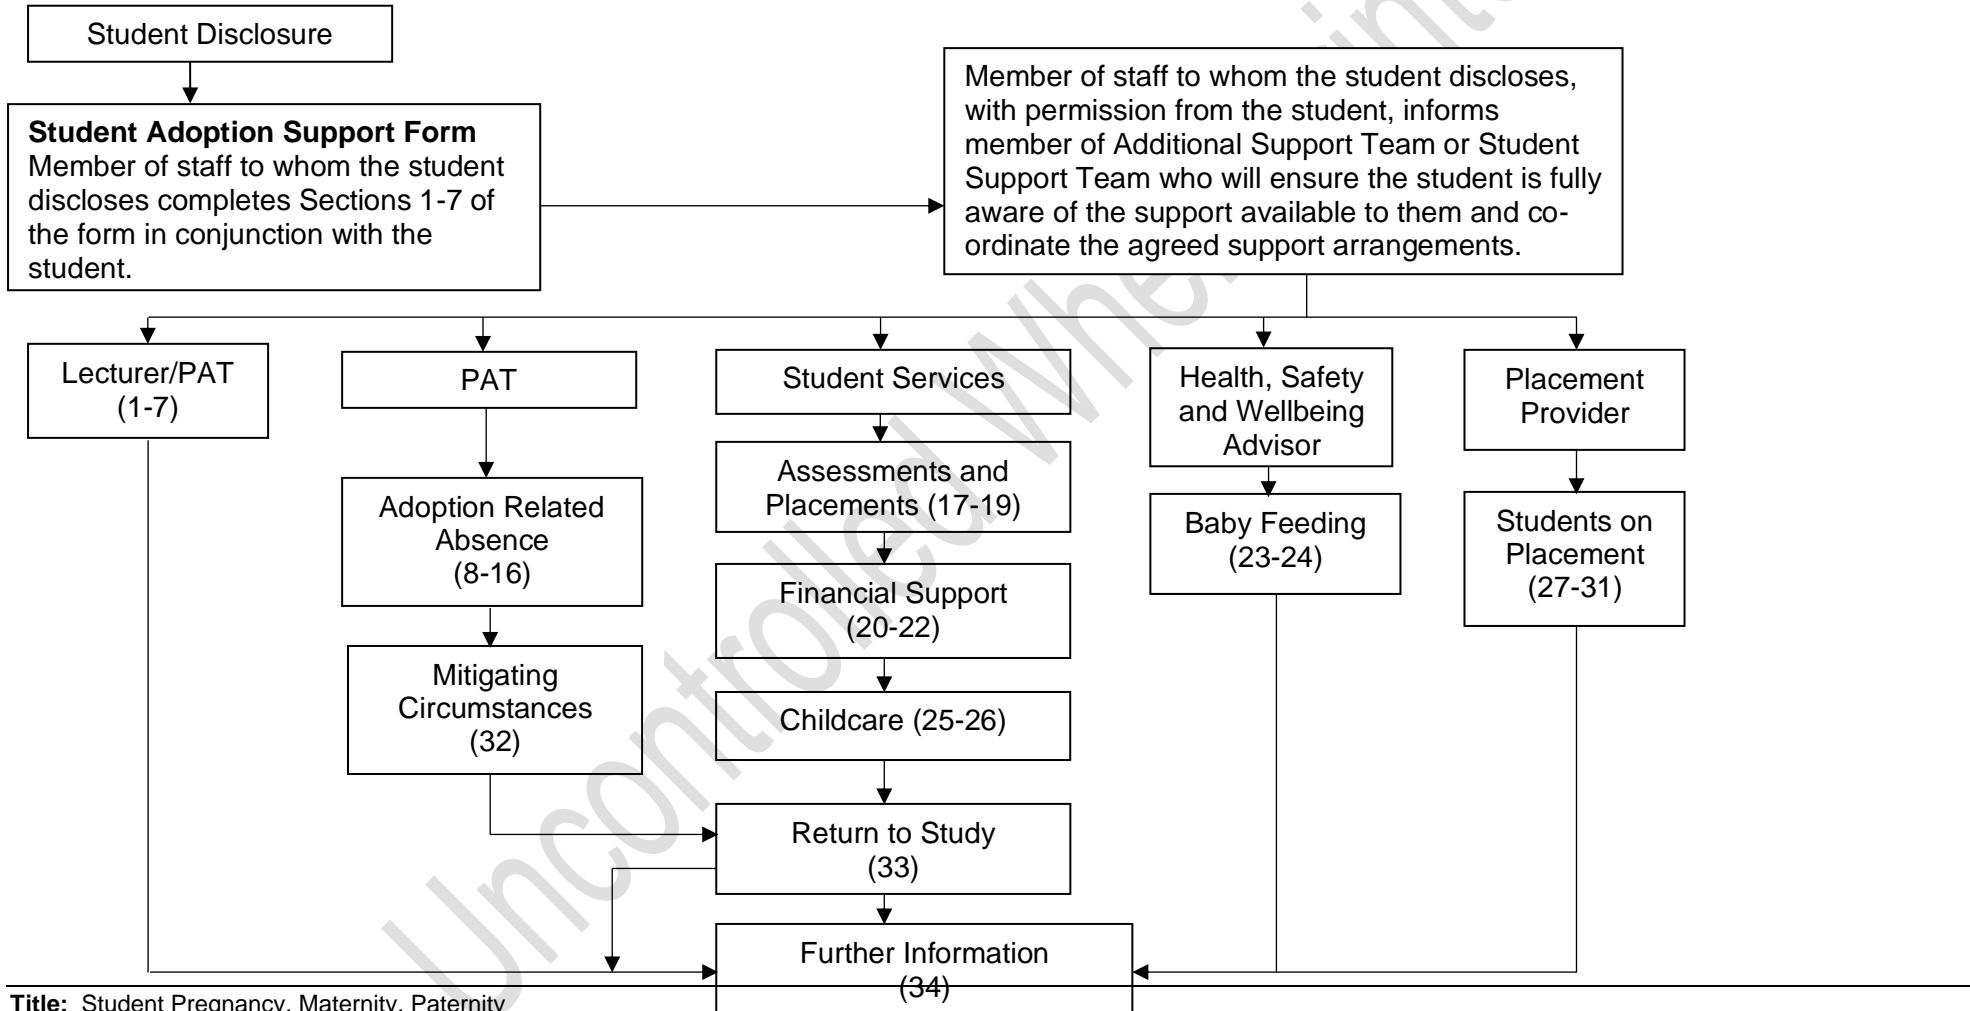 Student Disclosure
Student Adoption Support Form
Member of staff to whom the student
discloses completes Sections 1-7 of
the form in conjunction with the
student.
Member of staff to whom the student discloses,
with permission from the student, informs
member of Additional Support Team or Student
Support Team who will ensure the student is fully
aware of the support available to them and co-
ordinate the agreed support arrangements.
Lecturer/PAT
(1-7)
PAT
Adoption Related
Absence
(8-16)
Mitigating
Circumstances
(32)
Student Services
Assessments and
Placements (17-19)
Financial Support
(20-22)
Childcare (25-26)
Return to Study
(33)
Further Information
(34)
Health, Safety
and Wellbeing
Advisor
Baby Feeding
(23-24)
Placement
Provider
Students on
Placement
(27-31)
Title: Student Pregnancy, Maternity, Paternity
Uncontrolled